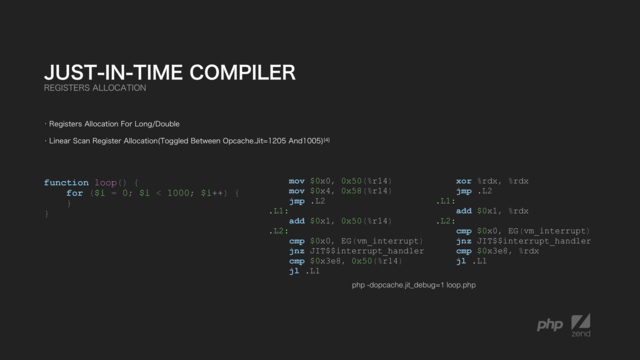 JUST-IN-TIME COMPILER
REGISTERS ALLOCATION
· Registers Allocation For Long/Double
· Linear Scan Register Allocation(Toggled Between Opcache.Jit=1205 And1005)[4]
function loop() {
for ($i = 0; $i < 1000; $i++) {
}
}
mov $0x0, 0x50(%r14)
mov $0x4, 0x58(%r14)
jmp .L2
.L1:
add $0x1, 0x50(%r14)
.L2:
cmp $0x0, EG(vm_interrupt)
jnz JIT$$interrupt_handler
cmp $0x3e8, 0x50(%r14)
jl .L1
xor %rdx, %rdx
jmp .L2
.L1:
add $0x1, %rdx
.L2:
cmp $0x0, EG(vm_interrupt)
jnz JIT$$interrupt_handler
cmp $0x3e8, %rdx
jl .L1
php -dopcache.jit_debug=1 loop.php
php zend